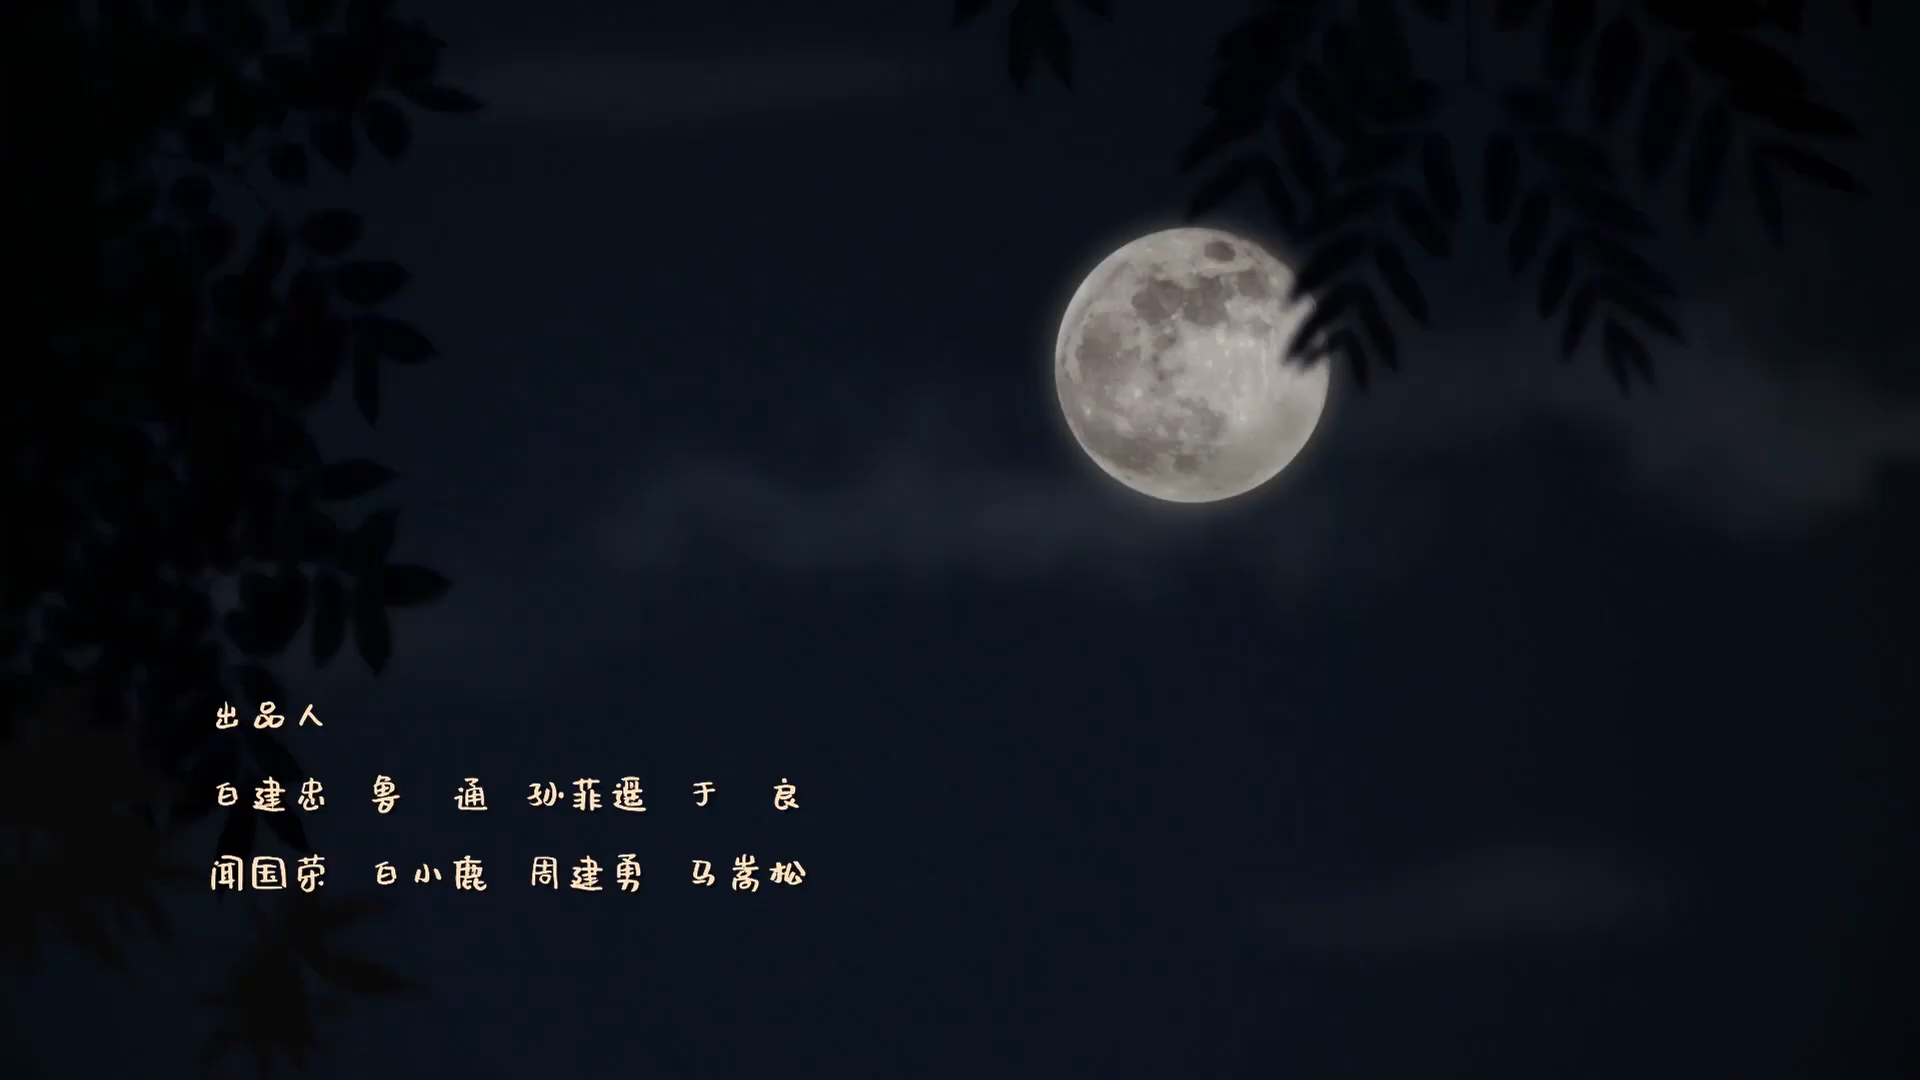 出品人
白建忠 鲁 通 孙菲遥 于 良
闻国荣 白小鹿 周建勇 马嵩松